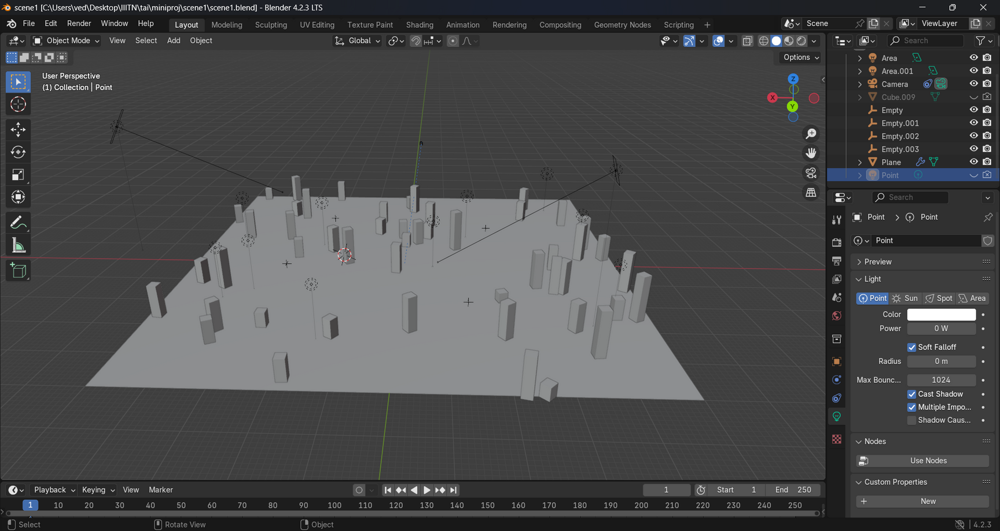 scene1 [C:\Users\ved\Desktop\IIITN\tai\miniproj\scene1\scene1.blend] - Blender 4.2.3 LTS
File Edit Render Window Help Layout Modeling Sculpting UV Editing Texture Paint Shading Animation Rendering Compositing Geometry Nodes Scripting + Scene ViewLayer
Object Mode View Select Add Object Global Search
Options
User Perspective
(1) Collection | Point
Z
X
Y
Area
Area.001
Camera
Cube.009
Empty
Empty.001
Empty.002
Empty.003
Plane
Point
Search
Point > Point
Point
Preview
Light
Point Sun Spot Area
Color
Power 0 W
Soft Falloff
Radius 0 m
Max Bounc... 1024
Cast Shadow
Multiple Impo...
Shadow Caus...
Nodes
Use Nodes
Custom Properties
+ New
Playback Keying View Marker 1 Start 1 End 250
1 10 20 30 40 50 60 70 80 90 100 110 120 130 140 150 160 170 180 190 200 210 220 230 240 250
Select Rotate View Object 4.2.3